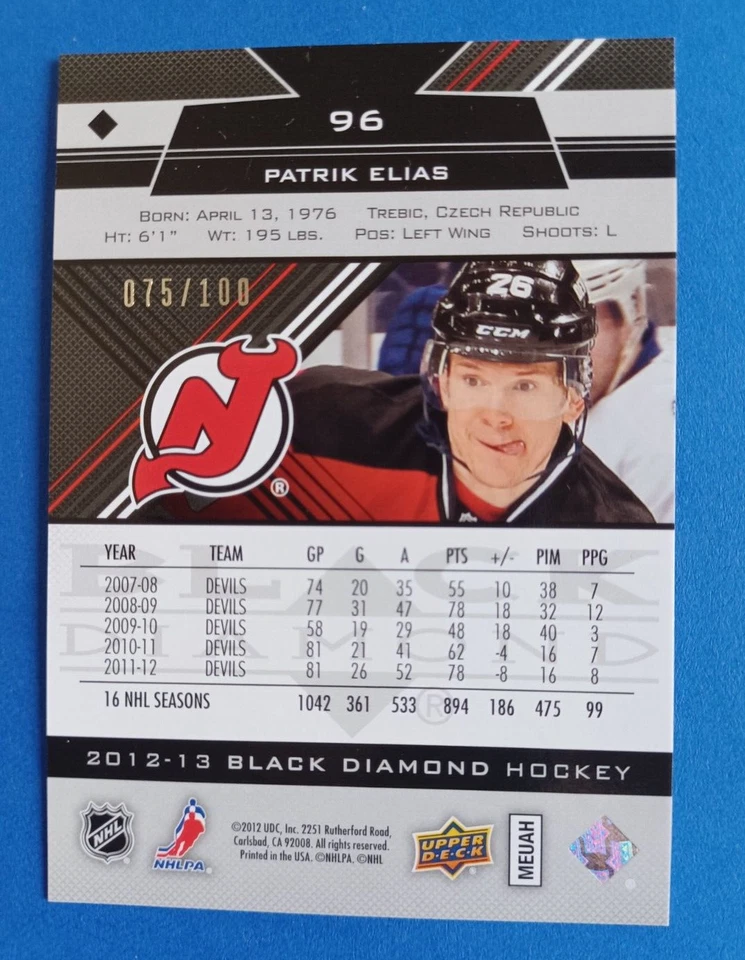 96
PATRIK ELIAS
BORN: APRIL 13, 1976 TREBIC, CZECH REPUBLIC
HT: 6'1" WT: 195 LBS. POS: LEFT WING SHOOTS: L
075/100
26
CCM
NJ
®
BLACK
DIAMOND
®
YEAR TEAM GP G A PTS +/- PIM PPG
2007-08 DEVILS 74 20 35 55 10 38 7
2008-09 DEVILS 77 31 47 78 18 32 12
2009-10 DEVILS 58 19 29 48 18 40 3
2010-11 DEVILS 81 21 41 62 -4 16 7
2011-12 DEVILS 81 26 52 78 -8 16 8
16 NHL SEASONS 1042 361 533 894 186 475 99
2012-13 BLACK DIAMOND HOCKEY
NHL
NHLPA
©2012 UDC, Inc. 2251 Rutherford Road,
Carlsbad, CA 92008. All rights reserved.
Printed in the USA. ©NHLPA. ©NHL
UPPER
D·E·C·K
MEUAH